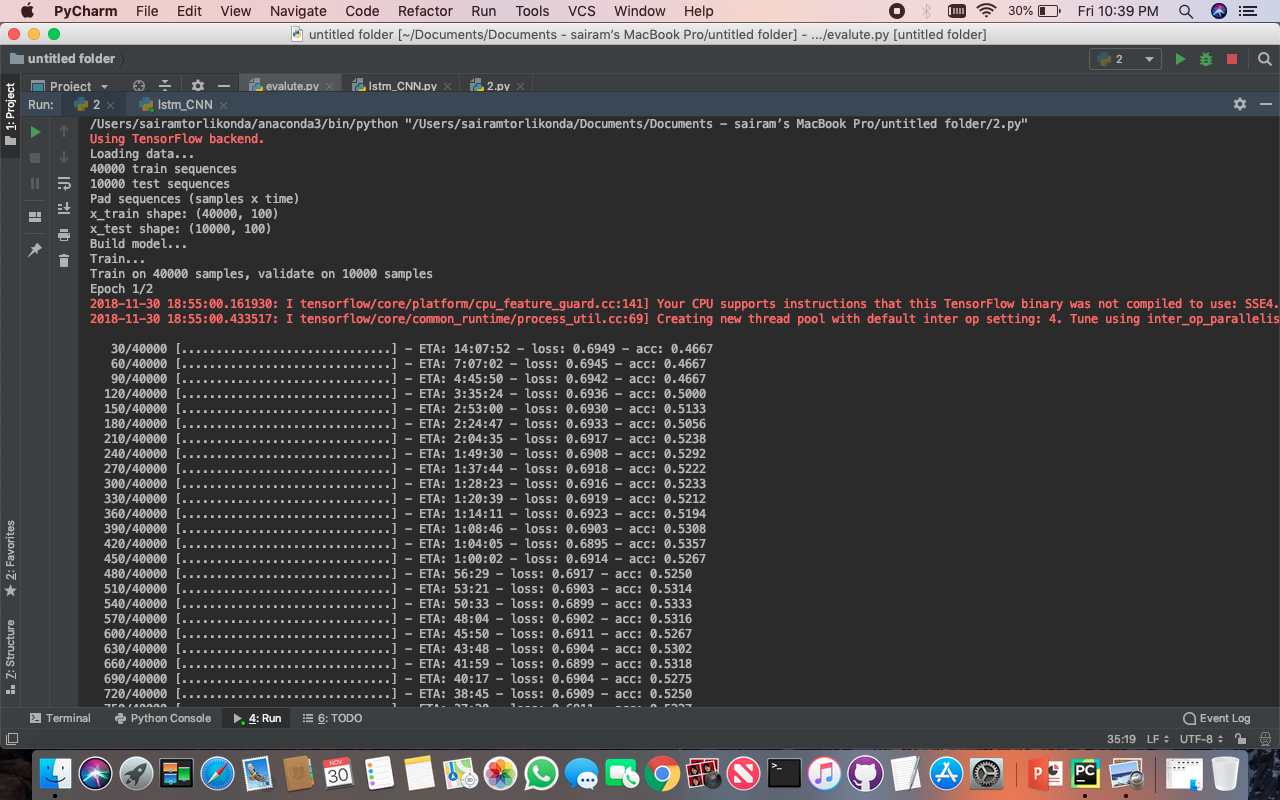 PyCharm File Edit View Navigate Code Refactor Run Tools VCS Window Help 30% Fri 10:39 PM
untitled folder [~/Documents/Documents - sairam's MacBook Pro/untitled folder] - .../evalute.py [untitled folder]
untitled folder 2
Project evalute.py lstm_CNN.py 2.py
Run: 2 lstm_CNN
1: Project
/Users/sairamtorlikonda/anaconda3/bin/python "/Users/sairamtorlikonda/Documents/Documents - sairam's MacBook Pro/untitled folder/2.py"
Using TensorFlow backend.
Loading data...
40000 train sequences
10000 test sequences
Pad sequences (samples x time)
x_train shape: (40000, 100)
x_test shape: (10000, 100)
Build model...
Train...
Train on 40000 samples, validate on 10000 samples
Epoch 1/2
2018-11-30 18:55:00.161930: I tensorflow/core/platform/cpu_feature_guard.cc:141] Your CPU supports instructions that this TensorFlow binary was not compiled to use: SSE4.
2018-11-30 18:55:00.433517: I tensorflow/core/common_runtime/process_util.cc:69] Creating new thread pool with default inter op setting: 4. Tune using inter_op_parallelis
30/40000 [..............................] - ETA: 14:07:52 - loss: 0.6949 - acc: 0.4667
60/40000 [..............................] - ETA: 7:07:02 - loss: 0.6945 - acc: 0.4667
90/40000 [..............................] - ETA: 4:45:50 - loss: 0.6942 - acc: 0.4667
120/40000 [..............................] - ETA: 3:35:24 - loss: 0.6936 - acc: 0.5000
150/40000 [..............................] - ETA: 2:53:00 - loss: 0.6930 - acc: 0.5133
180/40000 [..............................] - ETA: 2:24:47 - loss: 0.6933 - acc: 0.5056
210/40000 [..............................] - ETA: 2:04:35 - loss: 0.6917 - acc: 0.5238
240/40000 [..............................] - ETA: 1:49:30 - loss: 0.6908 - acc: 0.5292
270/40000 [..............................] - ETA: 1:37:44 - loss: 0.6918 - acc: 0.5222
300/40000 [..............................] - ETA: 1:28:23 - loss: 0.6916 - acc: 0.5233
330/40000 [..............................] - ETA: 1:20:39 - loss: 0.6919 - acc: 0.5212
360/40000 [..............................] - ETA: 1:14:11 - loss: 0.6923 - acc: 0.5194
390/40000 [..............................] - ETA: 1:08:46 - loss: 0.6903 - acc: 0.5308
420/40000 [..............................] - ETA: 1:04:05 - loss: 0.6895 - acc: 0.5357
450/40000 [..............................] - ETA: 1:00:02 - loss: 0.6914 - acc: 0.5267
480/40000 [..............................] - ETA: 56:29 - loss: 0.6917 - acc: 0.5250
510/40000 [..............................] - ETA: 53:21 - loss: 0.6903 - acc: 0.5314
540/40000 [..............................] - ETA: 50:33 - loss: 0.6899 - acc: 0.5333
570/40000 [..............................] - ETA: 48:04 - loss: 0.6902 - acc: 0.5316
600/40000 [..............................] - ETA: 45:50 - loss: 0.6911 - acc: 0.5267
630/40000 [..............................] - ETA: 43:48 - loss: 0.6904 - acc: 0.5302
660/40000 [..............................] - ETA: 41:59 - loss: 0.6899 - acc: 0.5318
690/40000 [..............................] - ETA: 40:17 - loss: 0.6904 - acc: 0.5275
720/40000 [..............................] - ETA: 38:45 - loss: 0.6909 - acc: 0.5250
2: Favorites
Z: Structure
Terminal Python Console 4: Run 6: TODO Event Log
35:19 LF UTF-8
NOV
30
PC